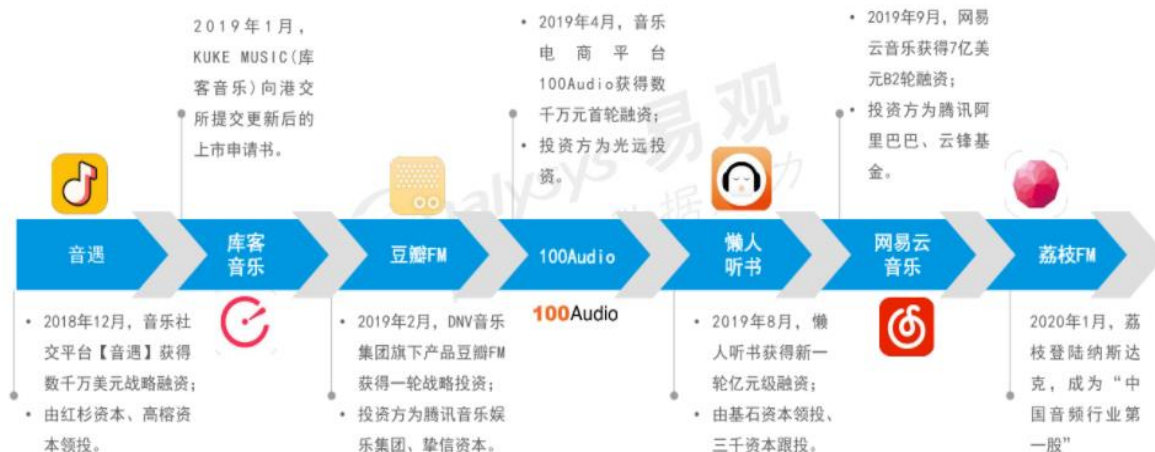 2019年1月，
KUKE MUSIC(库
客音乐)向港交
所提交更新后的
上市申请书。
• 2019年4月，音乐
电商平台
100Audio获得数
千万元首轮融资；
• 投资方为光远投
资。
• 2019年9月，网易
云音乐获得7亿美
元B2轮融资；
• 投资方为腾讯阿
里巴巴、云锋基
金。
音遇
库客
音乐
豆瓣FM
100Audio
懒人
听书
网易云
音乐
荔枝FM
• 2018年12月，音乐社
交平台【音遇】获得
数千万美元战略融资；
• 由红杉资本、高榕资
本领投。
• 2019年2月，DNV音乐
集团旗下产品豆瓣FM
获得一轮战略投资；
• 投资方为腾讯音乐娱
乐集团、挚信资本。
100Audio
• 2019年8月，懒
人听书获得新一
轮亿元级融资；
• 由基石资本领投、
三千资本跟投。
2020年1月，荔
枝登陆纳斯达
克，成为“中
国音频行业第
一股”
易观